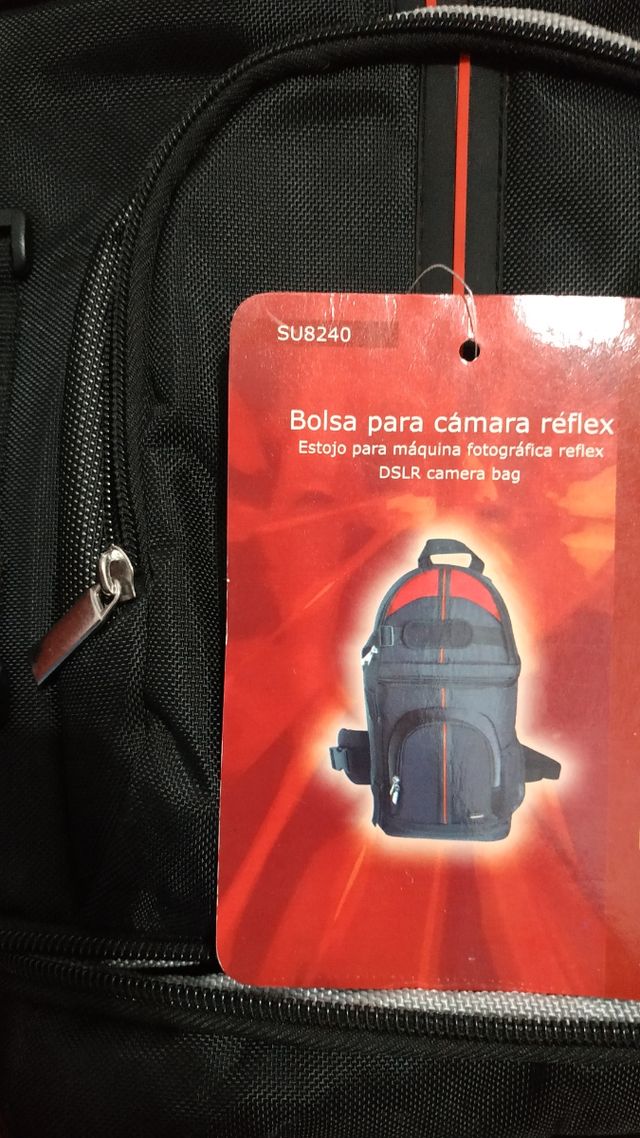 SU8240
Bolsa para cámara réflex
Estojo para máquina fotográfica reflex
DSLR camera bag